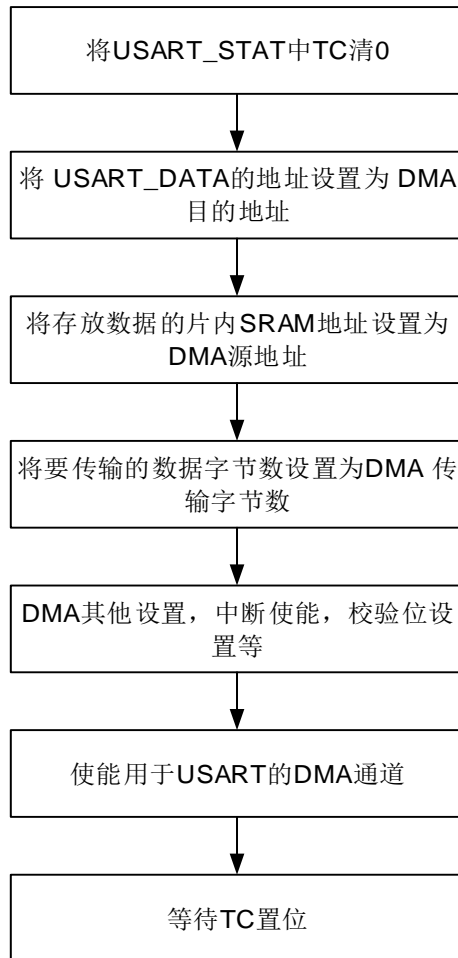 将USART_STAT中TC清0
将 USART_DATA的地址设置为 DMA
目的地址
将存放数据的片内SRAM地址设置为
DMA源地址
将要传输的数据字节数设置为DMA 传
输字节数
DMA其他设置，中断使能，校验位设
置等
使能用于USART的DMA通道
等待TC置位